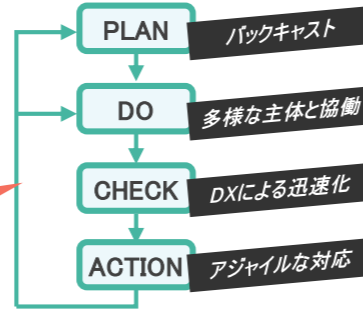 PLAN
バックキャスト
DO
多様な主体と協働
CHECK
DXによる迅速化
ACTION
アジャイルな対応